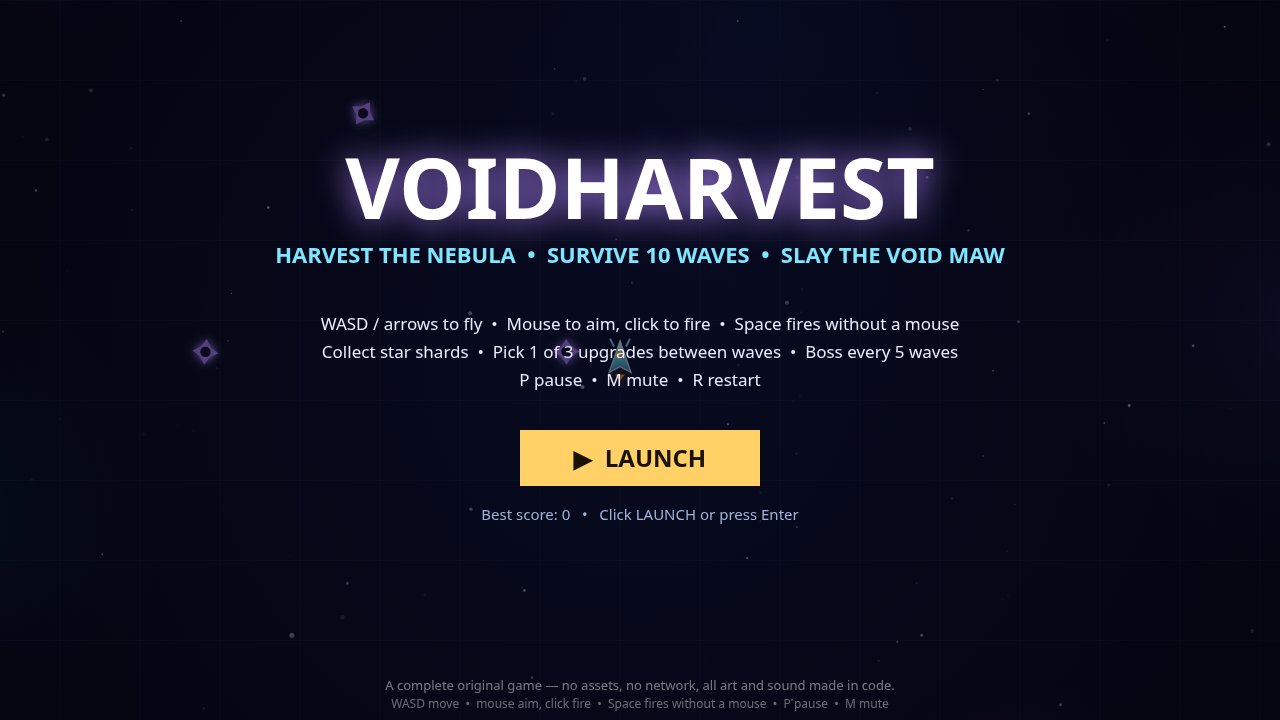 VOIDHARVEST
HARVEST THE NEBULA • SURVIVE 10 WAVES • SLAY THE VOID MAW
WASD / arrows to fly • Mouse to aim, click to fire • Space fires without a mouse
Collect star shards • Pick 1 of 3 upgrades between waves • Boss every 5 waves
P pause • M mute • R restart
▶ LAUNCH
Best score: 0 • Click LAUNCH or press Enter
A complete original game — no assets, no network, all art and sound made in code.
WASD move • mouse aim, click fire • Space fires without a mouse • P pause • M mute